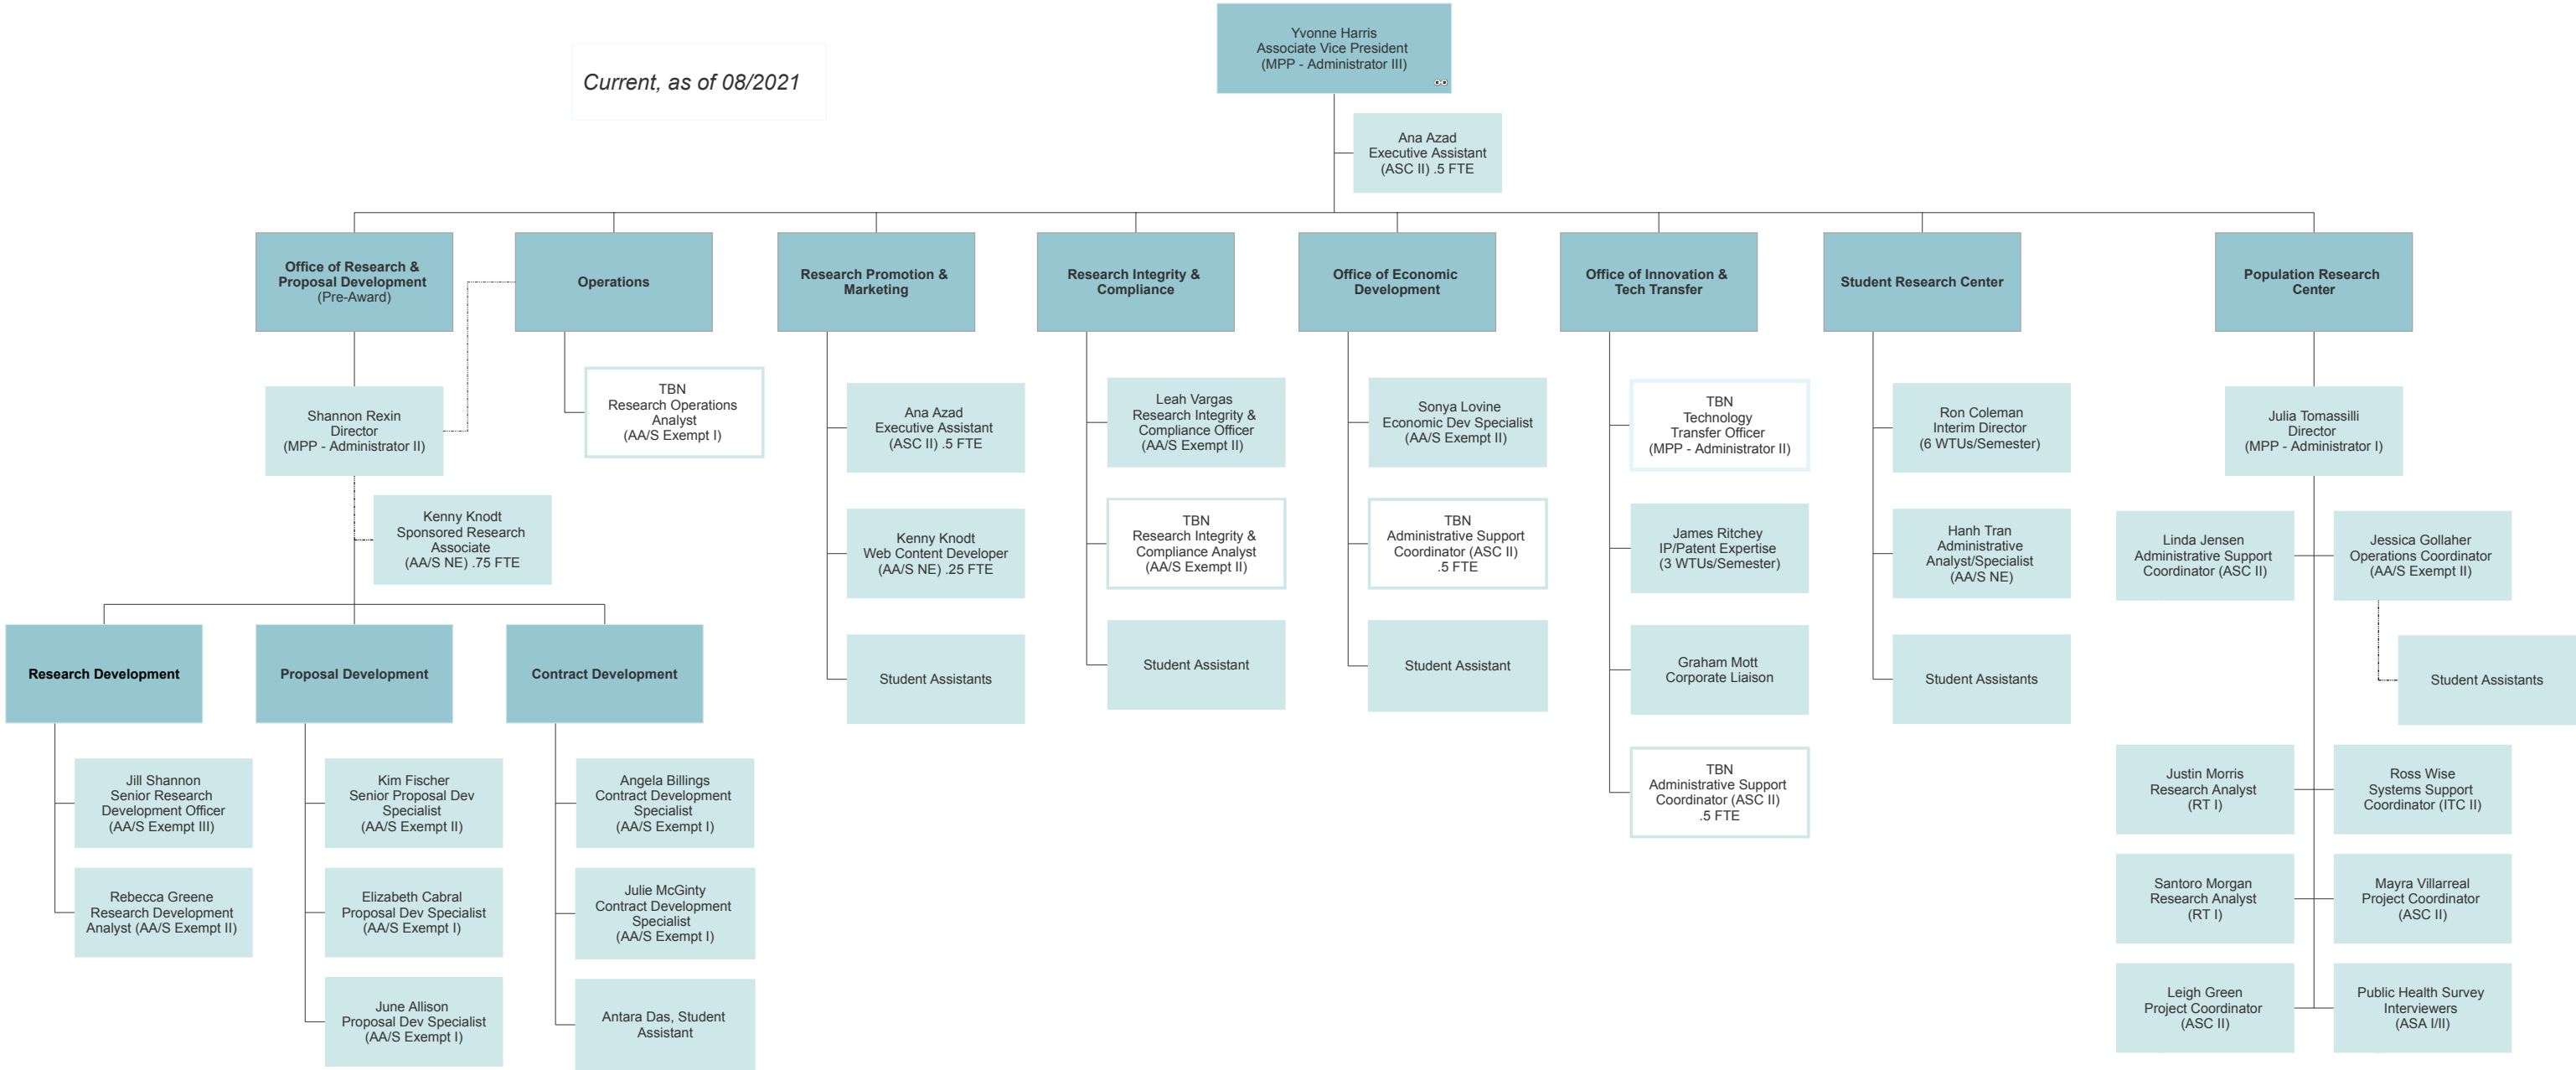 Current, as of 08/2021
Yvonne Harris
Associate Vice President
(MPP - Administrator III)
Ana Azad
Executive Assistant
(ASC II) .5 FTE
Office of Research &
Proposal Development
(Pre-Award)
Operations
Research Promotion &
Marketing
Research Integrity &
Compliance
Office of Economic
Development
Office of Innovation &
Tech Transfer
Student Research Center
Population Research
Center
Shannon Rexin
Director
(MPP - Administrator II)
Kenny Knodt
Sponsored Research
Associate
(AA/S NE) .75 FTE
Research Development
Jill Shannon
Senior Research
Development Officer
(AA/S Exempt III)
Rebecca Greene
Research Development
Analyst (AA/S Exempt II)
Proposal Development
Kim Fischer
Senior Proposal Dev
Specialist
(AA/S Exempt II)
Elizabeth Cabral
Proposal Dev Specialist
(AA/S Exempt I)
June Allison
Proposal Dev Specialist
(AA/S Exempt I)
Contract Development
Angela Billings
Contract Development
Specialist
(AA/S Exempt I)
Julie McGinty
Contract Development
Specialist
(AA/S Exempt I)
Antara Das, Student
Assistant
TBN
Research Operations
Analyst
(AA/S Exempt I)
Ana Azad
Executive Assistant
(ASC II) .5 FTE
Kenny Knodt
Web Content Developer
(AA/S NE) .25 FTE
Student Assistants
Leah Vargas
Research Integrity &
Compliance Officer
(AA/S Exempt II)
TBN
Research Integrity &
Compliance Analyst
(AA/S Exempt II)
Student Assistant
Sonya Lovine
Economic Dev Specialist
(AA/S Exempt II)
TBN
Administrative Support
Coordinator (ASC II)
.5 FTE
Student Assistant
TBN
Technology
Transfer Officer
(MPP - Administrator II)
James Ritchey
IP/Patent Expertise
(3 WTUs/Semester)
Graham Mott
Corporate Liaison
TBN
Administrative Support
Coordinator (ASC II)
.5 FTE
Ron Coleman
Interim Director
(6 WTUs/Semester)
Hanh Tran
Administrative
Analyst/Specialist
(AA/S NE)
Student Assistants
Julia Tomassilli
Director
(MPP - Administrator I)
Linda Jensen
Administrative Support
Coordinator (ASC II)
Jessica Gollaher
Operations Coordinator
(AA/S Exempt II)
Student Assistants
Justin Morris
Research Analyst
(RT I)
Ross Wise
Systems Support
Coordinator (ITC II)
Santoro Morgan
Research Analyst
(RT I)
Mayra Villarreal
Project Coordinator
(ASC II)
Leigh Green
Project Coordinator
(ASC II)
Public Health Survey
Interviewers
(ASA I/II)